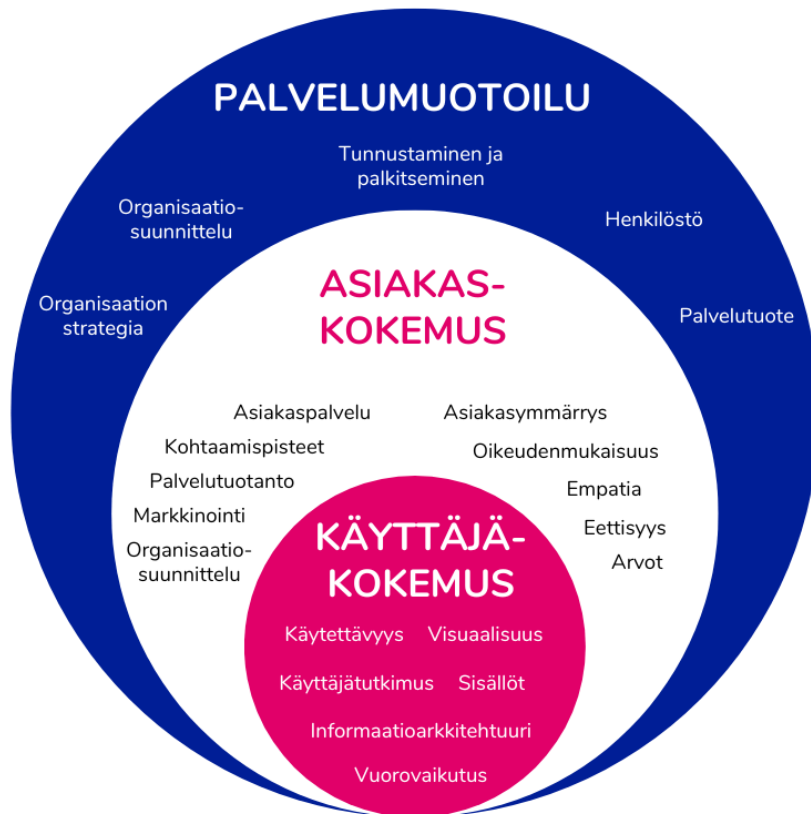 PALVELUMUOTOILU
Tunnustaminen ja
palkitseminen
Organisaatio-
suunnittelu
Henkilöstö
Organisaation
strategia
Palvelutuote
ASIAKAS-
KOKEMUS
Asiakaspalvelu
Kohtaamispisteet
Palvelutuotanto
Markkinointi
Organisaatio-
suunnittelu
Asiakasymmärrys
Oikeudenmukaisuus
Empatia
Eettisyys
Arvot
KÄYTTÄJÄ-
KOKEMUS
Käytettävyys Visuaalisuus
Käyttäjätutkimus Sisällöt
Informaatioarkkitehtuuri
Vuorovaikutus